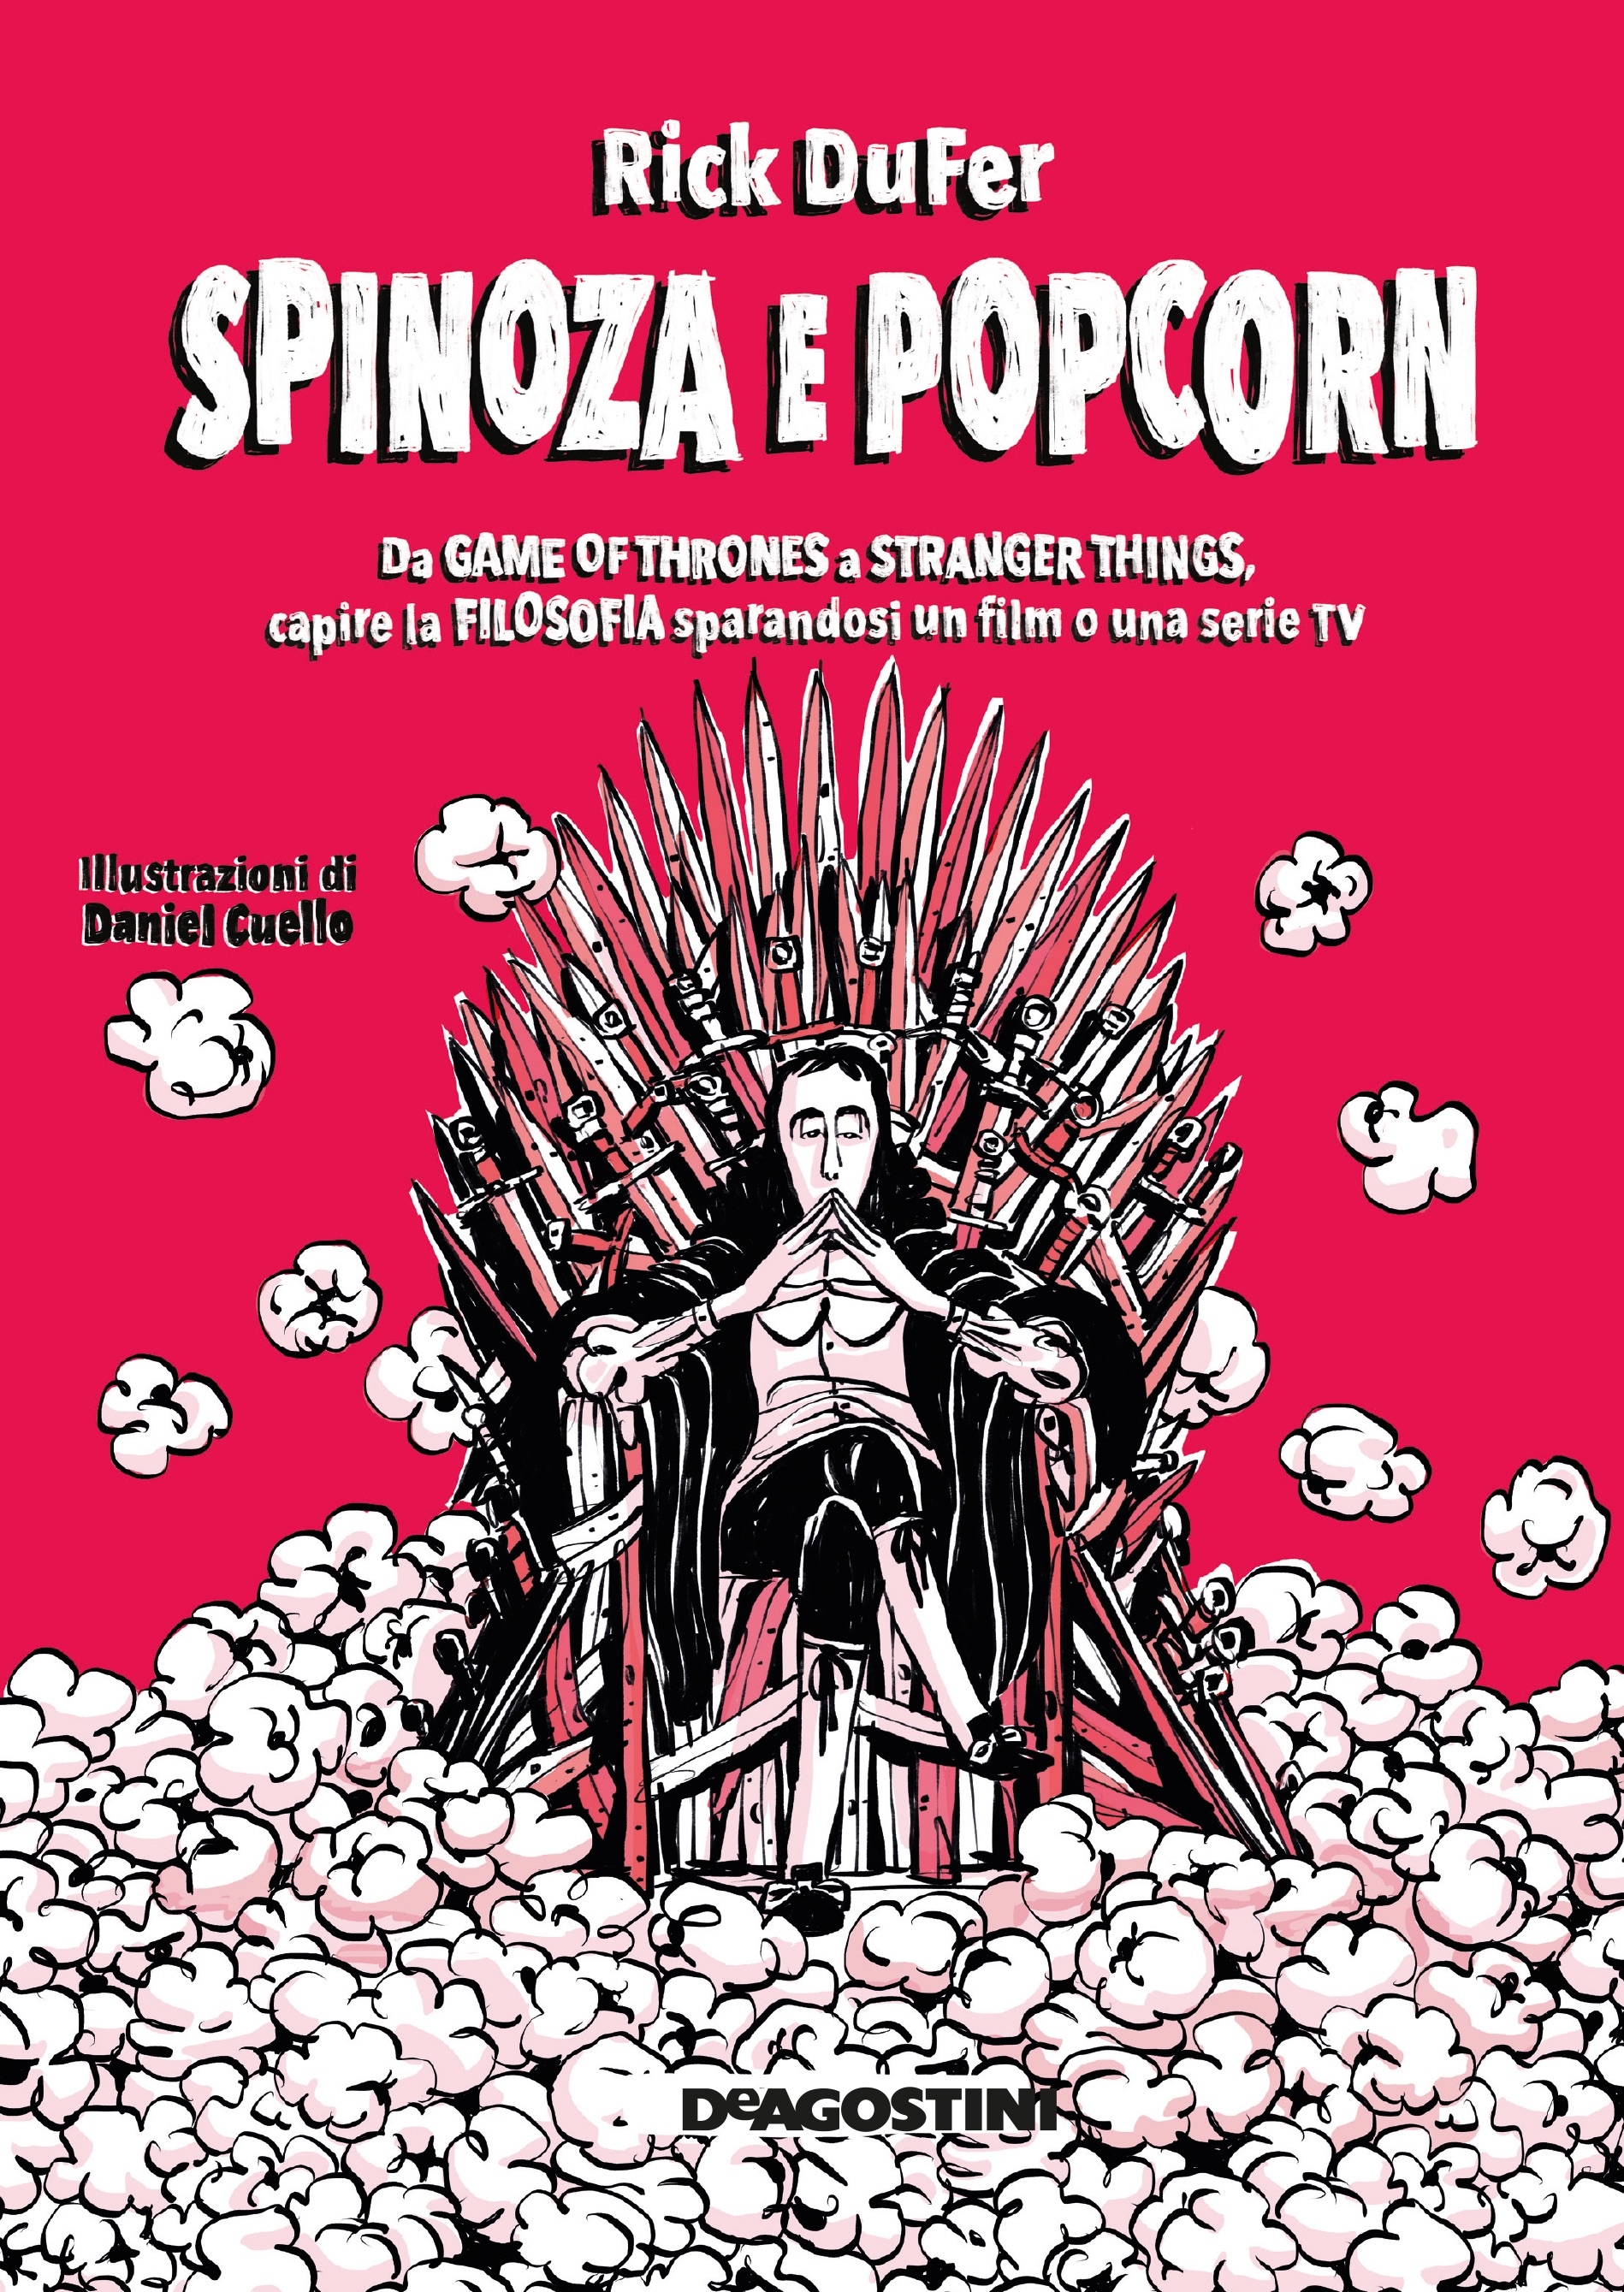 Rick DuFer
SPINOZA E POPCORN
Da GAME OF THRONES a STRANGER THINGS,
capire la FILOSOFIA sparandosi un film o una serie TV
Illustrazioni di
Daniel Cuello
DeAGOSTINI